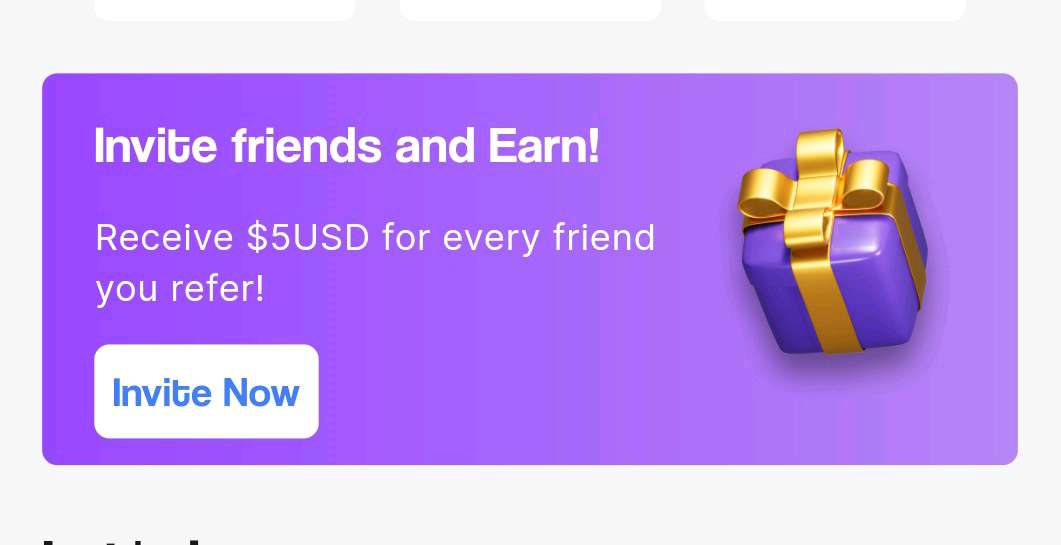 Invite friends and Earn!
Receive $5USD for every friend
you refer!
Invite Now